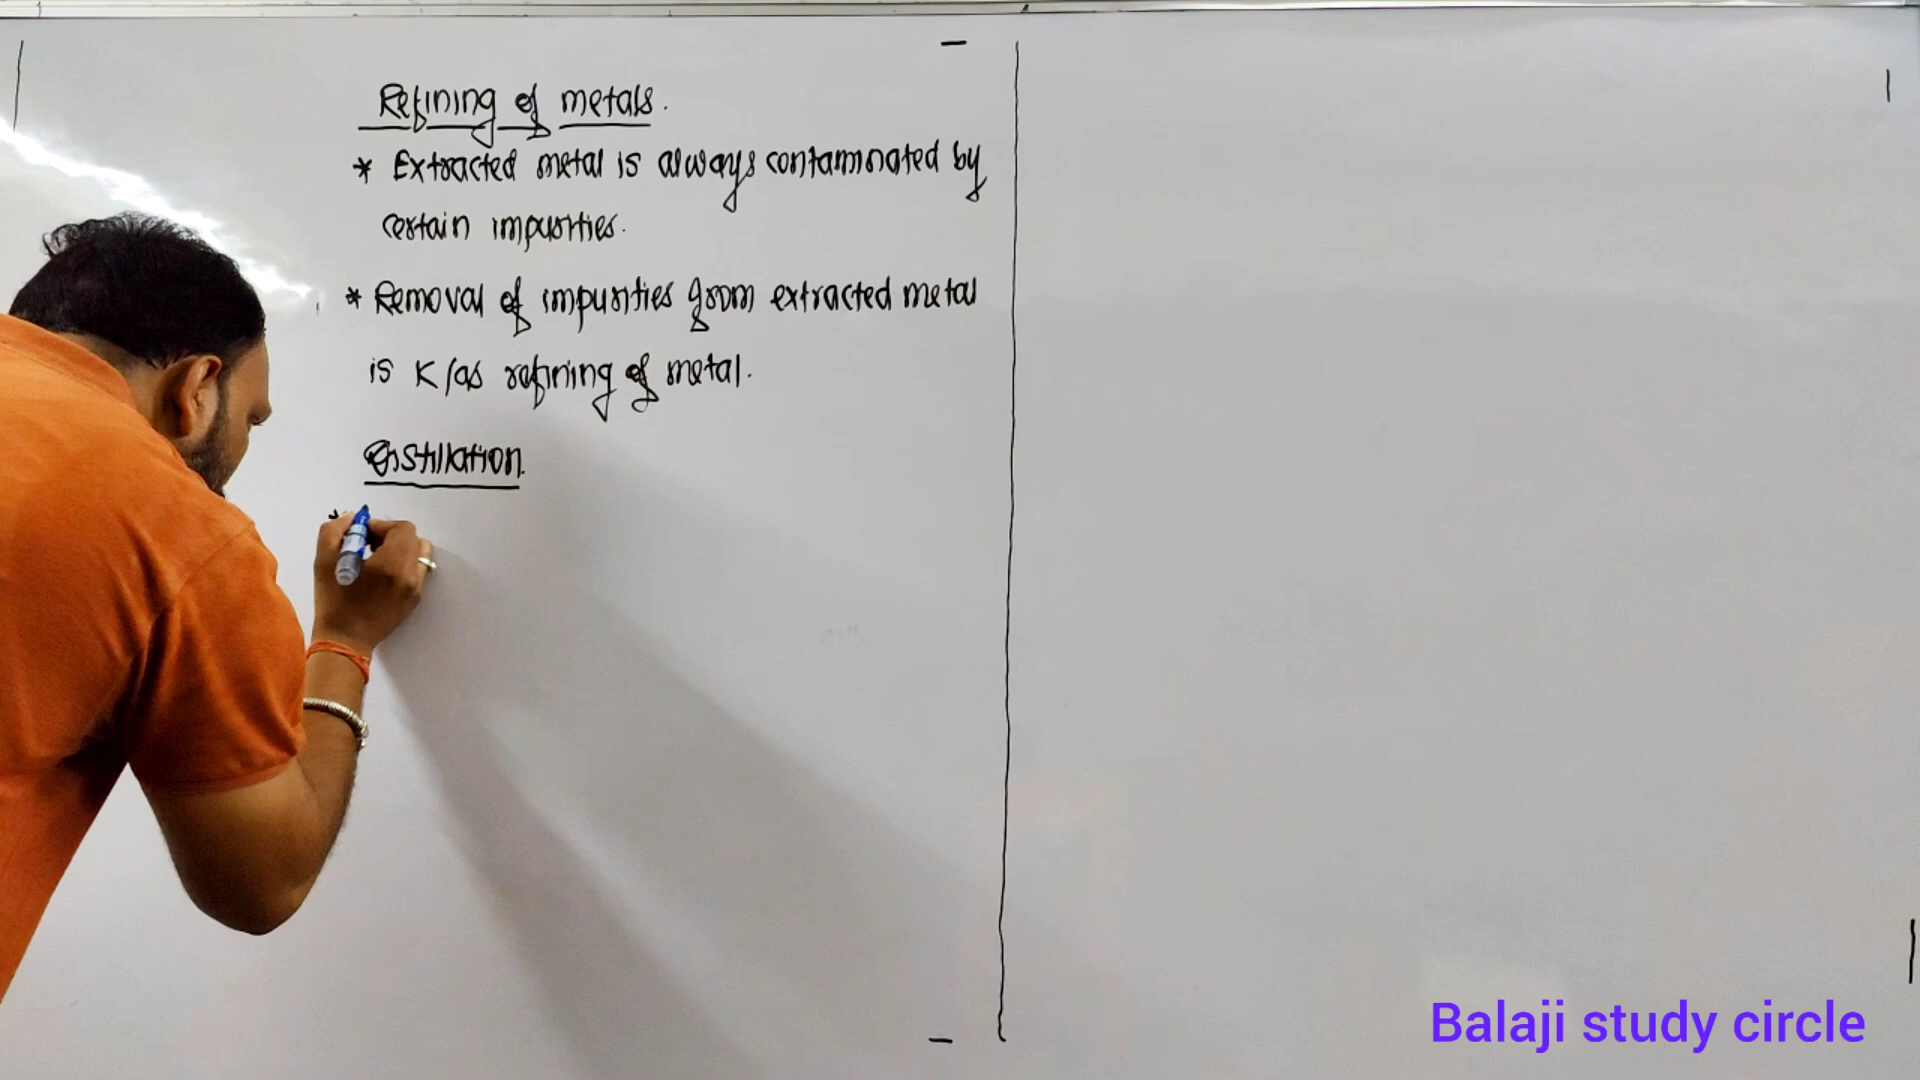 Refining of metals.
* Extracted metal is always contaminated by
certain impurities.
* Removal of impurities from extracted metal
is K/as refining of metal.
Distillation.
*
Balaji study circle